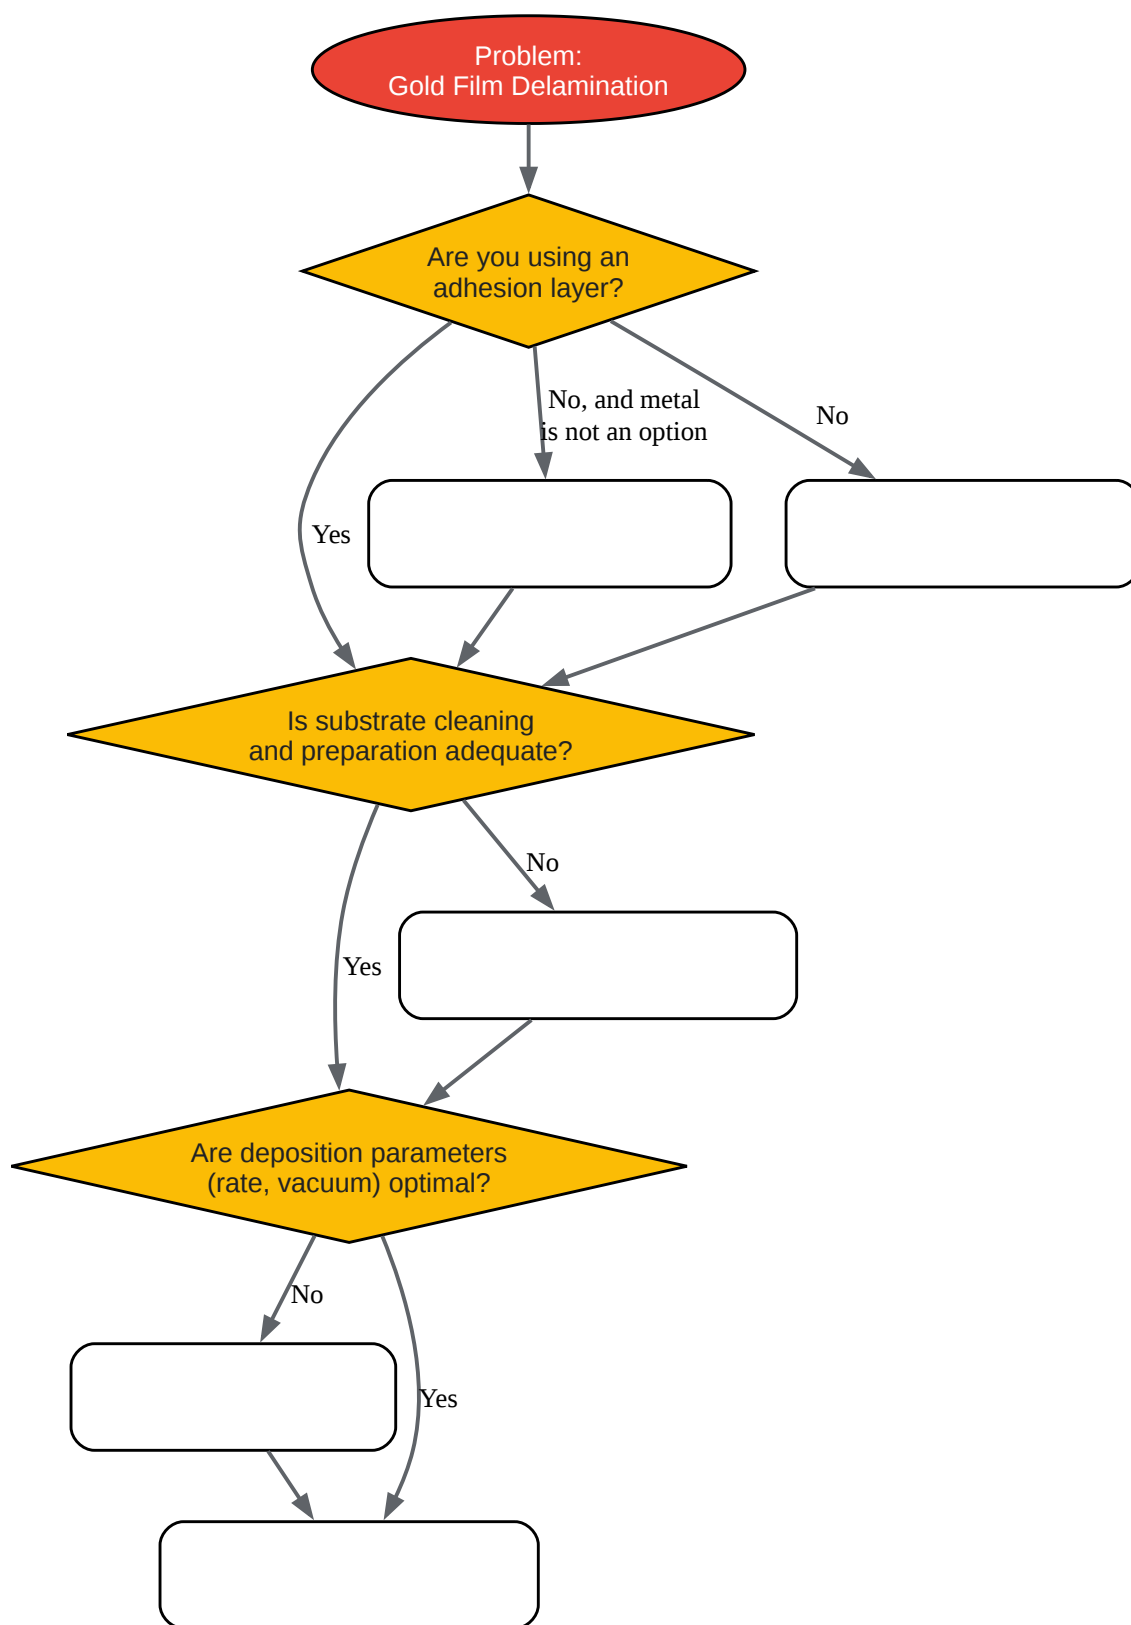 Problem:
Gold Film Delamination
Are you using an
adhesion layer?
No, and metal
is not an option
No
Yes
Is substrate cleaning
and preparation adequate?
No
Yes
Are deposition parameters
(rate, vacuum) optimal?
No
Yes